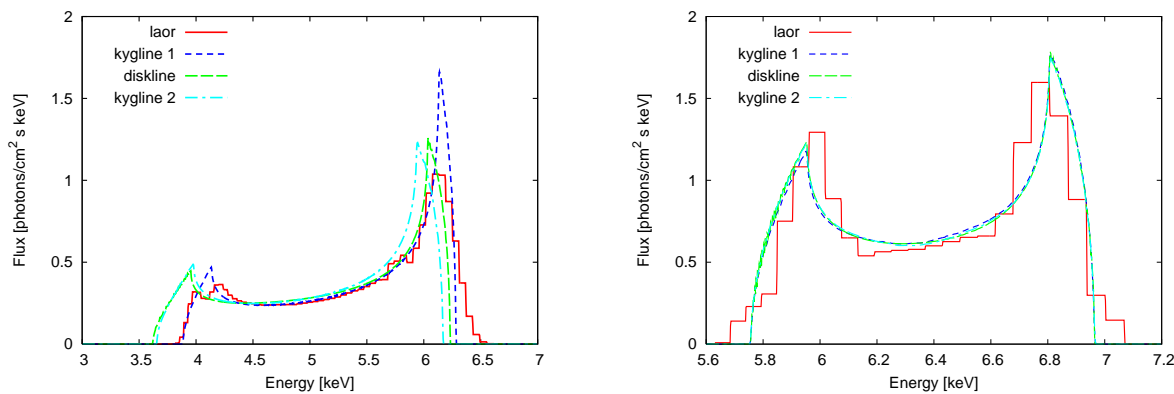 Flux [photons/cm² s keV]
2
1.5
1
0.5
0
laor
kygline 1
diskline
kygline 2
3 3.5 4 4.5 5 5.5 6 6.5 7
Energy [keV]
Flux [photons/cm² s keV]
2
1.5
1
0.5
0
laor
kygline 1
diskline
kygline 2
5.6 5.8 6 6.2 6.4 6.6 6.8 7 7.2
Energy [keV]